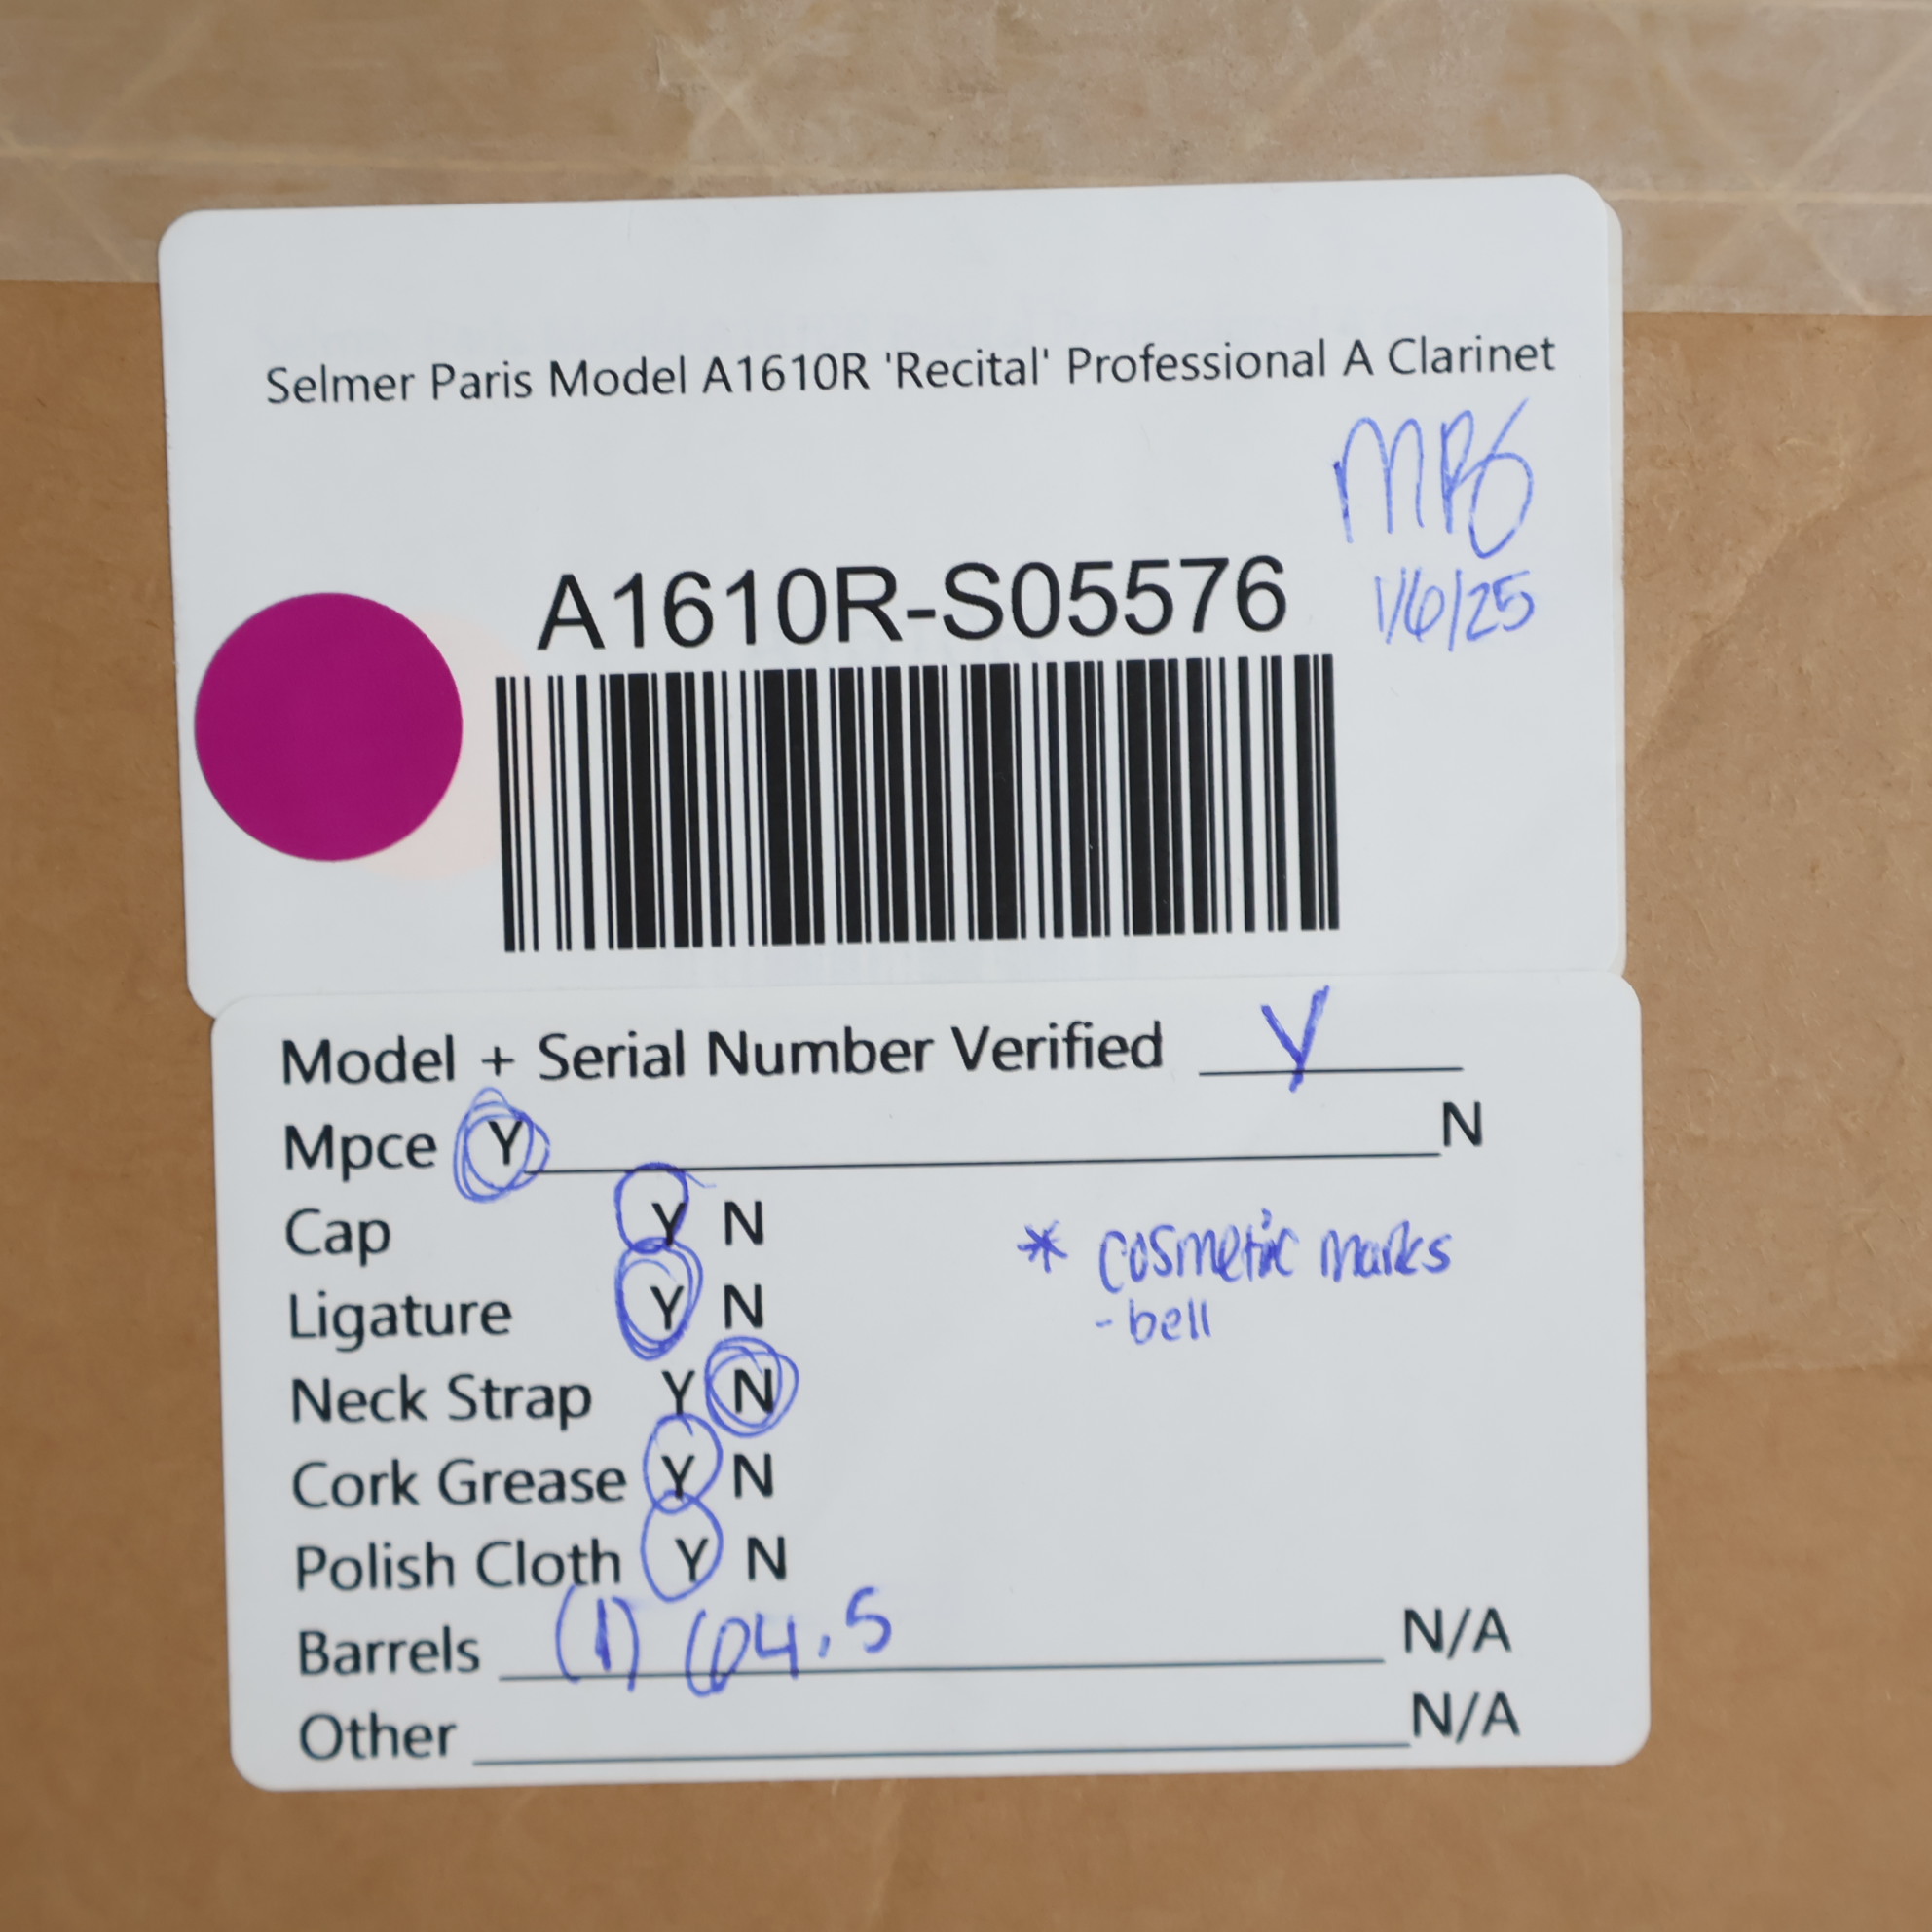 Selmer Paris Model A1610R 'Recital' Professional A Clarinet
1/6/25
A1610R-S05576
Model + Serial Number Verified Y
Mpce Y N
Cap Y N
Ligature Y N
Neck Strap Y N
Cork Grease Y N
Polish Cloth Y N
* cosmetic marks
- bell
Barrels (1) 64.5 N/A
Other N/A